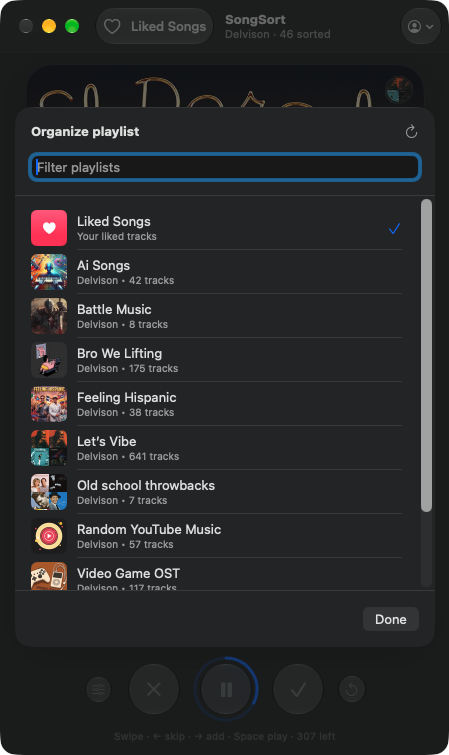 Liked Songs
SongSort
Delvison · 46 sorted
Organize playlist
Filter playlists
Liked Songs
Your liked tracks
Ai Songs
Delvison • 42 tracks
Battle Music
Delvison • 8 tracks
Bro We Lifting
Delvison • 175 tracks
Feeling Hispanic
Delvison • 38 tracks
Let's Vibe
Delvison • 641 tracks
Old school throwbacks
Delvison • 7 tracks
Random YouTube Music
Delvison • 57 tracks
Video Game OST
Delvison • 117 tracks
Done
Swipe · ← skip · → add · Space play · 307 left